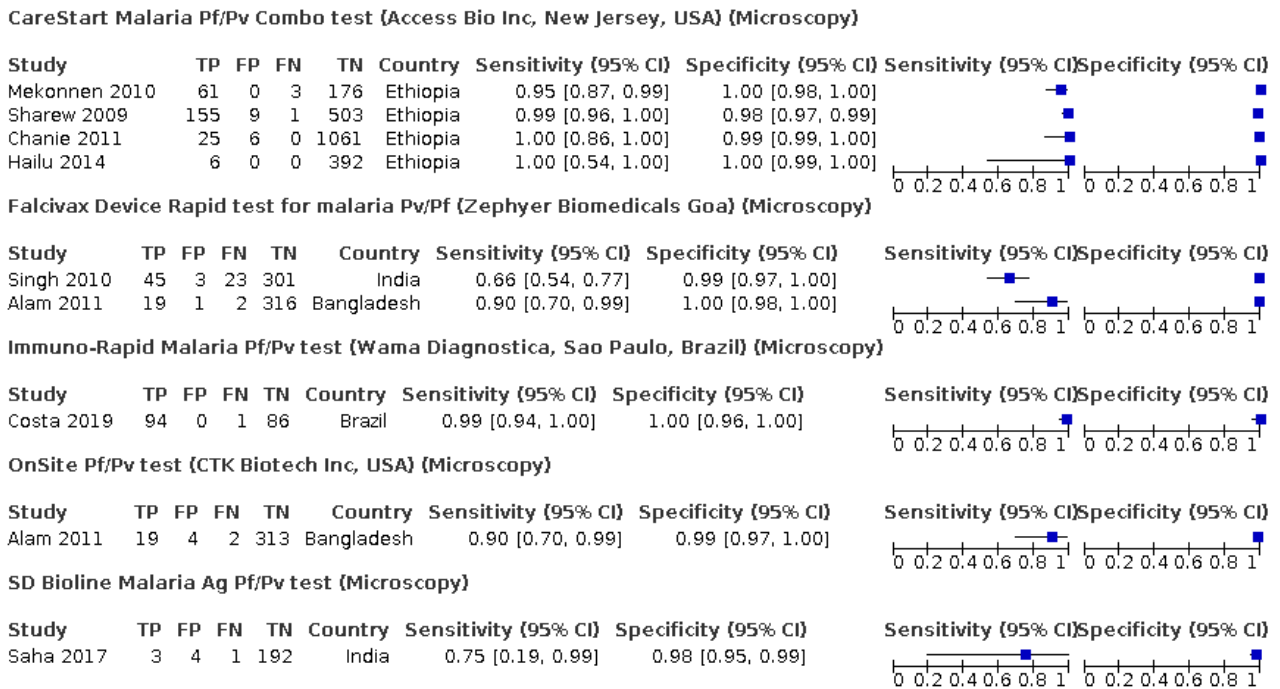 CareStart Malaria Pf/Pv Combo test (Access Bio Inc, New Jersey, USA) (Microscopy)
Study TP FP FN TN Country Sensitivity (95% CI) Specificity (95% CI) Sensitivity (95% CI)Specificity (95% CI)
Mekonnen 2010 61 0 3 176 Ethiopia 0.95 [0.87, 0.99] 1.00 [0.98, 1.00]
Sharew 2009 155 9 1 503 Ethiopia 0.99 [0.96, 1.00] 0.98 [0.97, 0.99]
Chanie 2011 25 6 0 1061 Ethiopia 1.00 [0.86, 1.00] 0.99 [0.99, 1.00]
Hailu 2014 6 0 0 392 Ethiopia 1.00 [0.54, 1.00] 1.00 [0.99, 1.00]
0 0.2 0.4 0.6 0.8 1 0 0.2 0.4 0.6 0.8 1
Falcivax Device Rapid test for malaria Pv/Pf (Zephyer Biomedicals Goa) (Microscopy)
Study TP FP FN TN Country Sensitivity (95% CI) Specificity (95% CI) Sensitivity (95% CI)Specificity (95% CI)
Singh 2010 45 3 23 301 India 0.66 [0.54, 0.77] 0.99 [0.97, 1.00]
Alam 2011 19 1 2 316 Bangladesh 0.90 [0.70, 0.99] 1.00 [0.98, 1.00]
0 0.2 0.4 0.6 0.8 1 0 0.2 0.4 0.6 0.8 1
Immuno-Rapid Malaria Pf/Pv test (Wama Diagnostica, Sao Paulo, Brazil) (Microscopy)
Study TP FP FN TN Country Sensitivity (95% CI) Specificity (95% CI) Sensitivity (95% CI)Specificity (95% CI)
Costa 2019 94 0 1 86 Brazil 0.99 [0.94, 1.00] 1.00 [0.96, 1.00]
0 0.2 0.4 0.6 0.8 1 0 0.2 0.4 0.6 0.8 1
OnSite Pf/Pv test (CTK Biotech Inc, USA) (Microscopy)
Study TP FP FN TN Country Sensitivity (95% CI) Specificity (95% CI) Sensitivity (95% CI)Specificity (95% CI)
Alam 2011 19 4 2 313 Bangladesh 0.90 [0.70, 0.99] 0.99 [0.97, 1.00]
0 0.2 0.4 0.6 0.8 1 0 0.2 0.4 0.6 0.8 1
SD Bioline Malaria Ag Pf/Pv test (Microscopy)
Study TP FP FN TN Country Sensitivity (95% CI) Specificity (95% CI) Sensitivity (95% CI)Specificity (95% CI)
Saha 2017 3 4 1 192 India 0.75 [0.19, 0.99] 0.98 [0.95, 0.99]
0 0.2 0.4 0.6 0.8 1 0 0.2 0.4 0.6 0.8 1